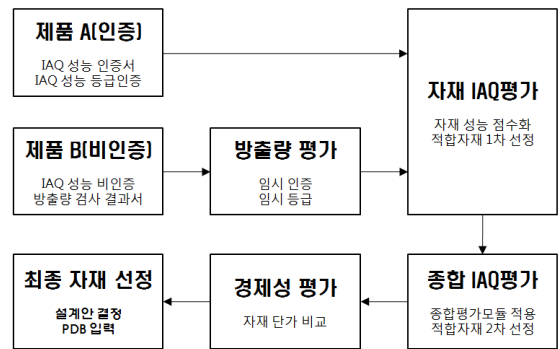 제품 A(인증)
IAQ 성능 인증서
IAQ 성능 등급인증
자재 IAQ평가
자재 성능 점수화
적합자재 1차 선정
제품 B(비인증)
IAQ 성능 비인증
방출량 검사 결과서
방출량 평가
임시 인증
임시 등급
최종 자재 선정
설계안 결정
PDB 입력
경제성 평가
자재 단가 비교
종합 IAQ평가
종합평가모듈 적용
적합자재 2차 선정